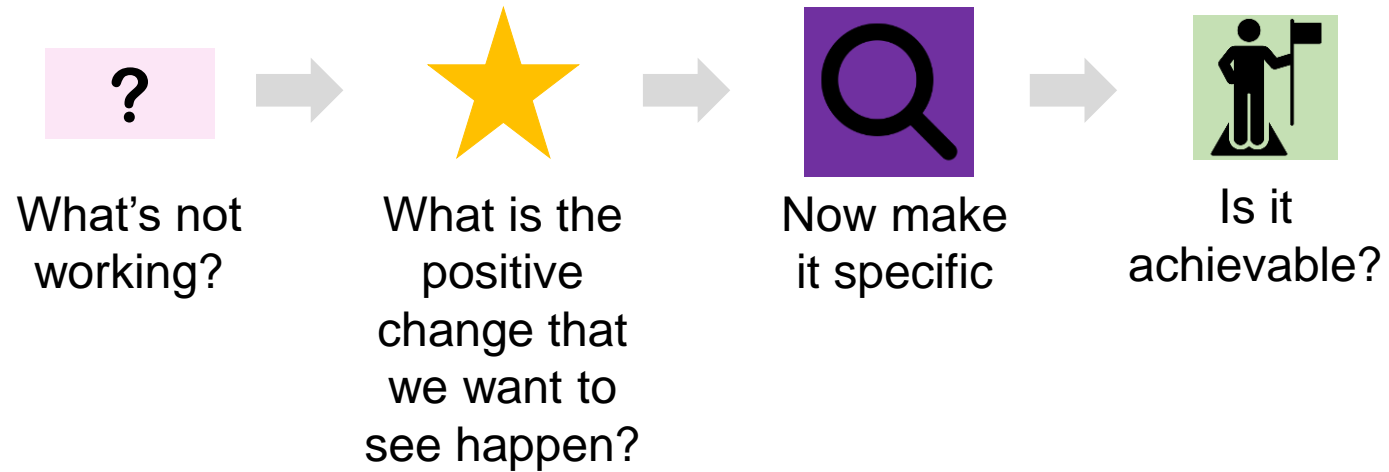 ?
What's not
working?
What is the
positive
change that
we want to
see happen?
Now make
it specific
Is it
achievable?